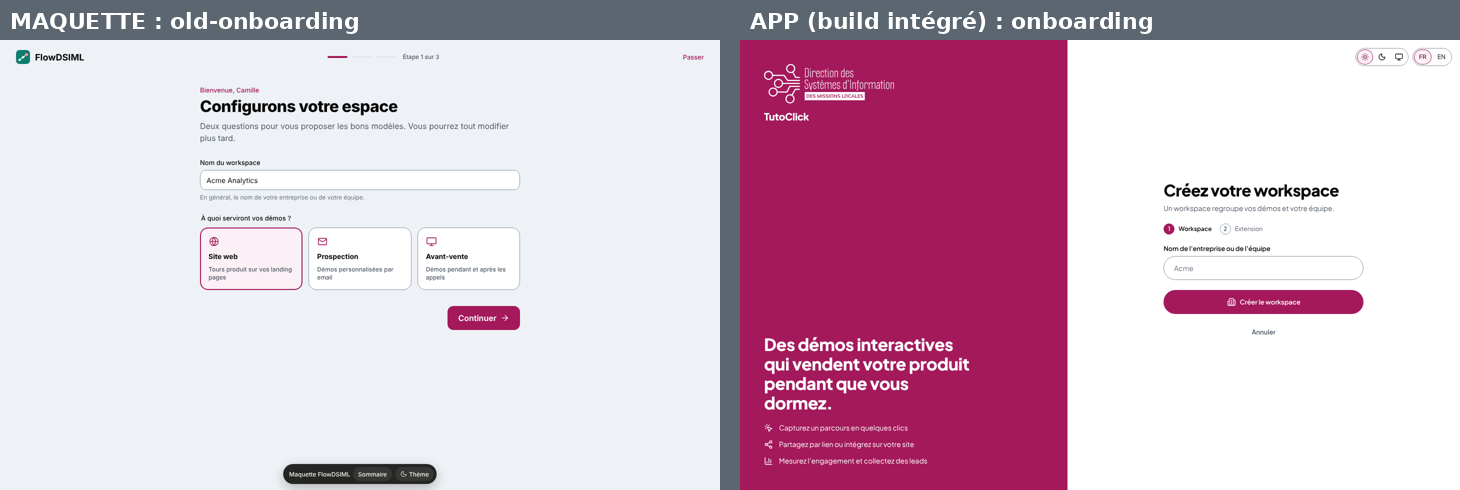 MAQUETTE : old-onboarding
FlowDSIML
Étape 1 sur 3
Passer
Bienvenue, Camille
Configurons votre espace
Deux questions pour vous proposer les bons modèles. Vous pourrez tout modifier
plus tard.
Nom du workspace
Acme Analytics
En général, le nom de votre entreprise ou de votre équipe.
À quoi serviront vos démos ?
Site web
Tours produit sur vos landing
pages
Prospection
Démos personnalisées par
email
Avant-vente
Démos pendant et après les
appels
Continuer
Maquette FlowDSIML
Sommaire
Thème
APP (build intégré) : onboarding
Direction des
Systèmes d'Information
DES MISSIONS LOCALES
TutoClick
Des démos interactives
qui vendent votre produit
pendant que vous
dormez.
Capturez un parcours en quelques clics
Partagez par lien ou intégrez sur votre site
Mesurez l'engagement et collectez des leads
FR
EN
Créez votre workspace
Un workspace regroupe vos démos et votre équipe.
1 Workspace 2 Extension
Nom de l'entreprise ou de l'équipe
Acme
Créer le workspace
Annuler